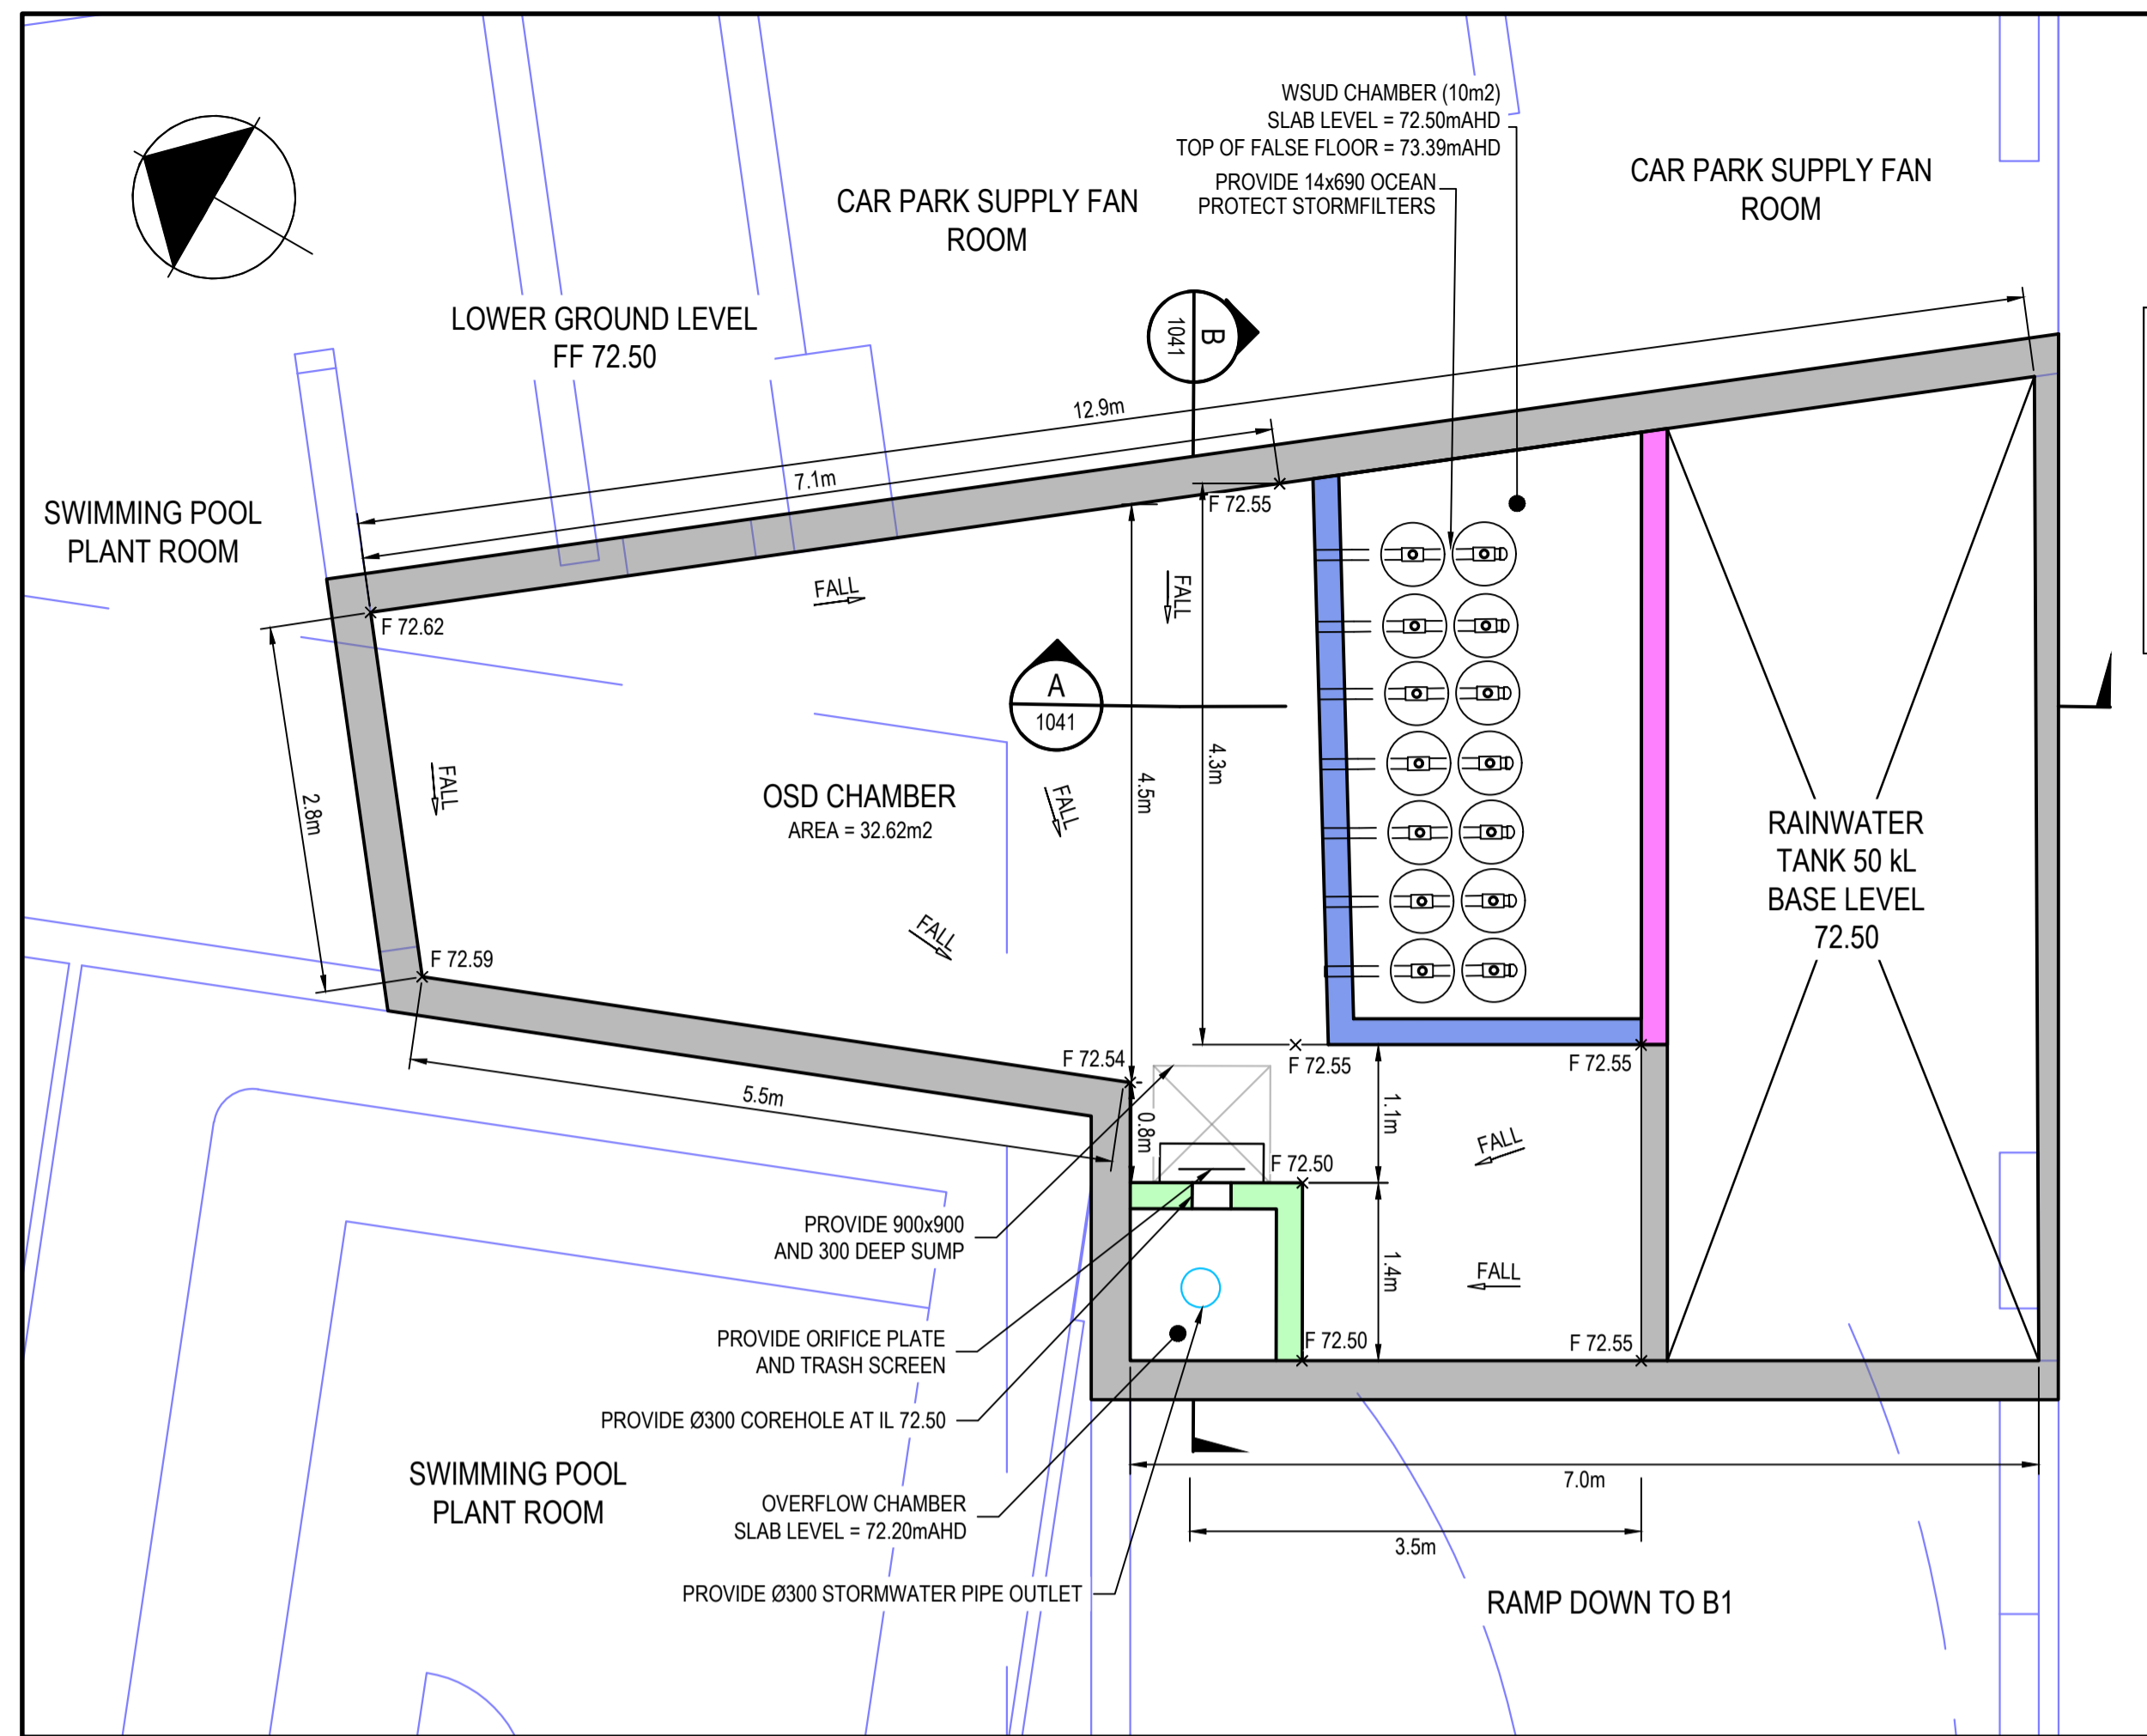 WSUD CHAMBER (10m2)
SLAB LEVEL = 72.50mAHD
TOP OF FALSE FLOOR = 73.39mAHD
PROVIDE 14x690 OCEAN
PROTECT STORMFILTERS
CAR PARK SUPPLY FAN
ROOM
CAR PARK SUPPLY FAN
ROOM
LOWER GROUND LEVEL
FF 72.50
B
1041
12.9m
7.1m
SWIMMING POOL
PLANT ROOM
F 72.55
F 72.62
FALL
FALL
A
1041
4.3m
4.5m
FALL
FALL
2.8m
OSD CHAMBER
AREA = 32.62m2
RAINWATER
TANK 50 kL
BASE LEVEL
72.50
FALL
F 72.59
F 72.54
F 72.55
F 72.55
5.5m
0.8m
1.1m
FALL
F 72.50
PROVIDE 900x900
AND 300 DEEP SUMP
1.4m
FALL
PROVIDE ORIFICE PLATE
AND TRASH SCREEN
F 72.50
F 72.55
PROVIDE Ø300 COREHOLE AT IL 72.50
SWIMMING POOL
PLANT ROOM
7.0m
OVERFLOW CHAMBER
SLAB LEVEL = 72.20mAHD
3.5m
PROVIDE Ø300 STORMWATER PIPE OUTLET
RAMP DOWN TO B1